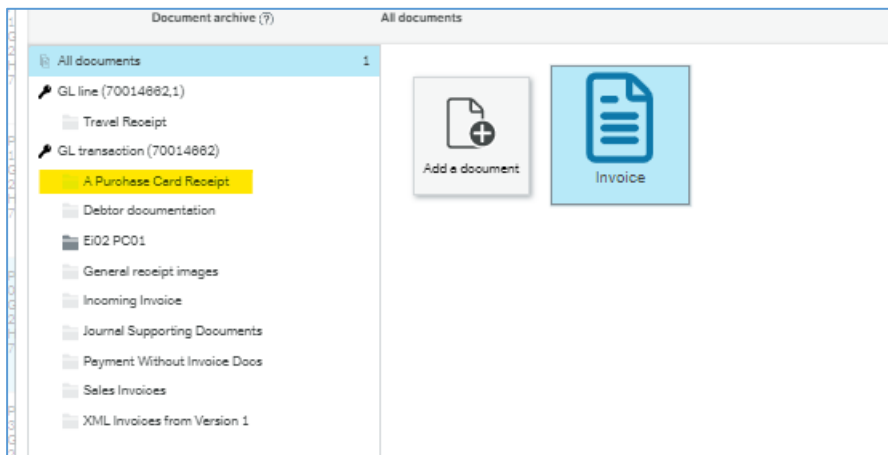 Document archive (?)
All documents
All documents 1
GL line (70014662,1)
Travel Receipt
GL transaction (70014662)
A Purchase Card Receipt
Debtor documentation
Ei02 PC01
General receipt images
Incoming Invoice
Journal Supporting Documents
Payment Without Invoice Docs
Sales Invoices
XML Invoices from Version 1
Add a document
Invoice